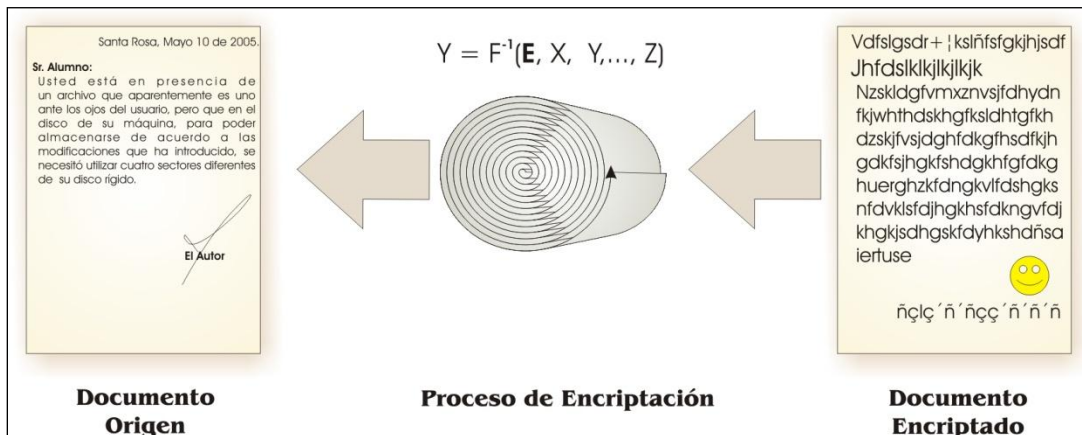 Santa Rosa, Mayo 10 de 2005.
Sr. Alumno:
Usted está en presencia de
un archivo que aparentemente es uno
ante los ojos del usuario, pero que en el
disco de su máquina, para poder
almacenarse de acuerdo a las
modificaciones que ha introducido, se
necesitó utilizar cuatro sectores diferentes
de su disco rígido.
El Autor
Y = F⁻¹(E, X, Y,..., Z)
Vdfslgsdr+¦kslñfsfgkjhjsdf
Jhfdslklkjlkjlkjk
Nzskldgfvmxznvsjfdhydn
fkjwhthdskhgfksldhtgfkh
dzskjfvsjdghfdkgfhsdfkjh
gdkfsjhgkfshdgkhfgfdkg
huerghzkfdngkvlfdshgks
nfdvklsfdjhgkhsfdkngvfdj
khgkjsdhgskfdyhkshdñsa
iertuse
ñçlç´ñ´ñçç´ñ´ñ´ñ
Documento
Origen
Proceso de Encriptación
Documento
Encriptado